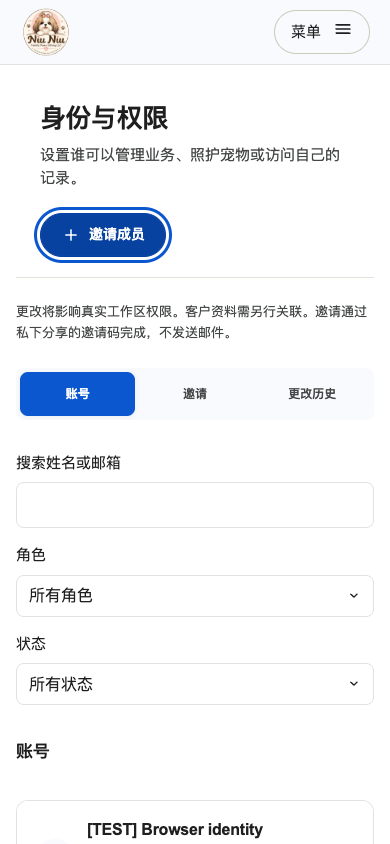 Niu Niu
菜单
身份与权限
设置谁可以管理业务、照护宠物或访问自己的
记录。
邀请成员
更改将影响真实工作区权限。客户资料需另行关联。邀请通过
私下分享的邀请码完成，不发送邮件。
账号
邀请
更改历史
搜索姓名或邮箱
角色
所有角色
状态
所有状态
账号
[TEST] Browser identity